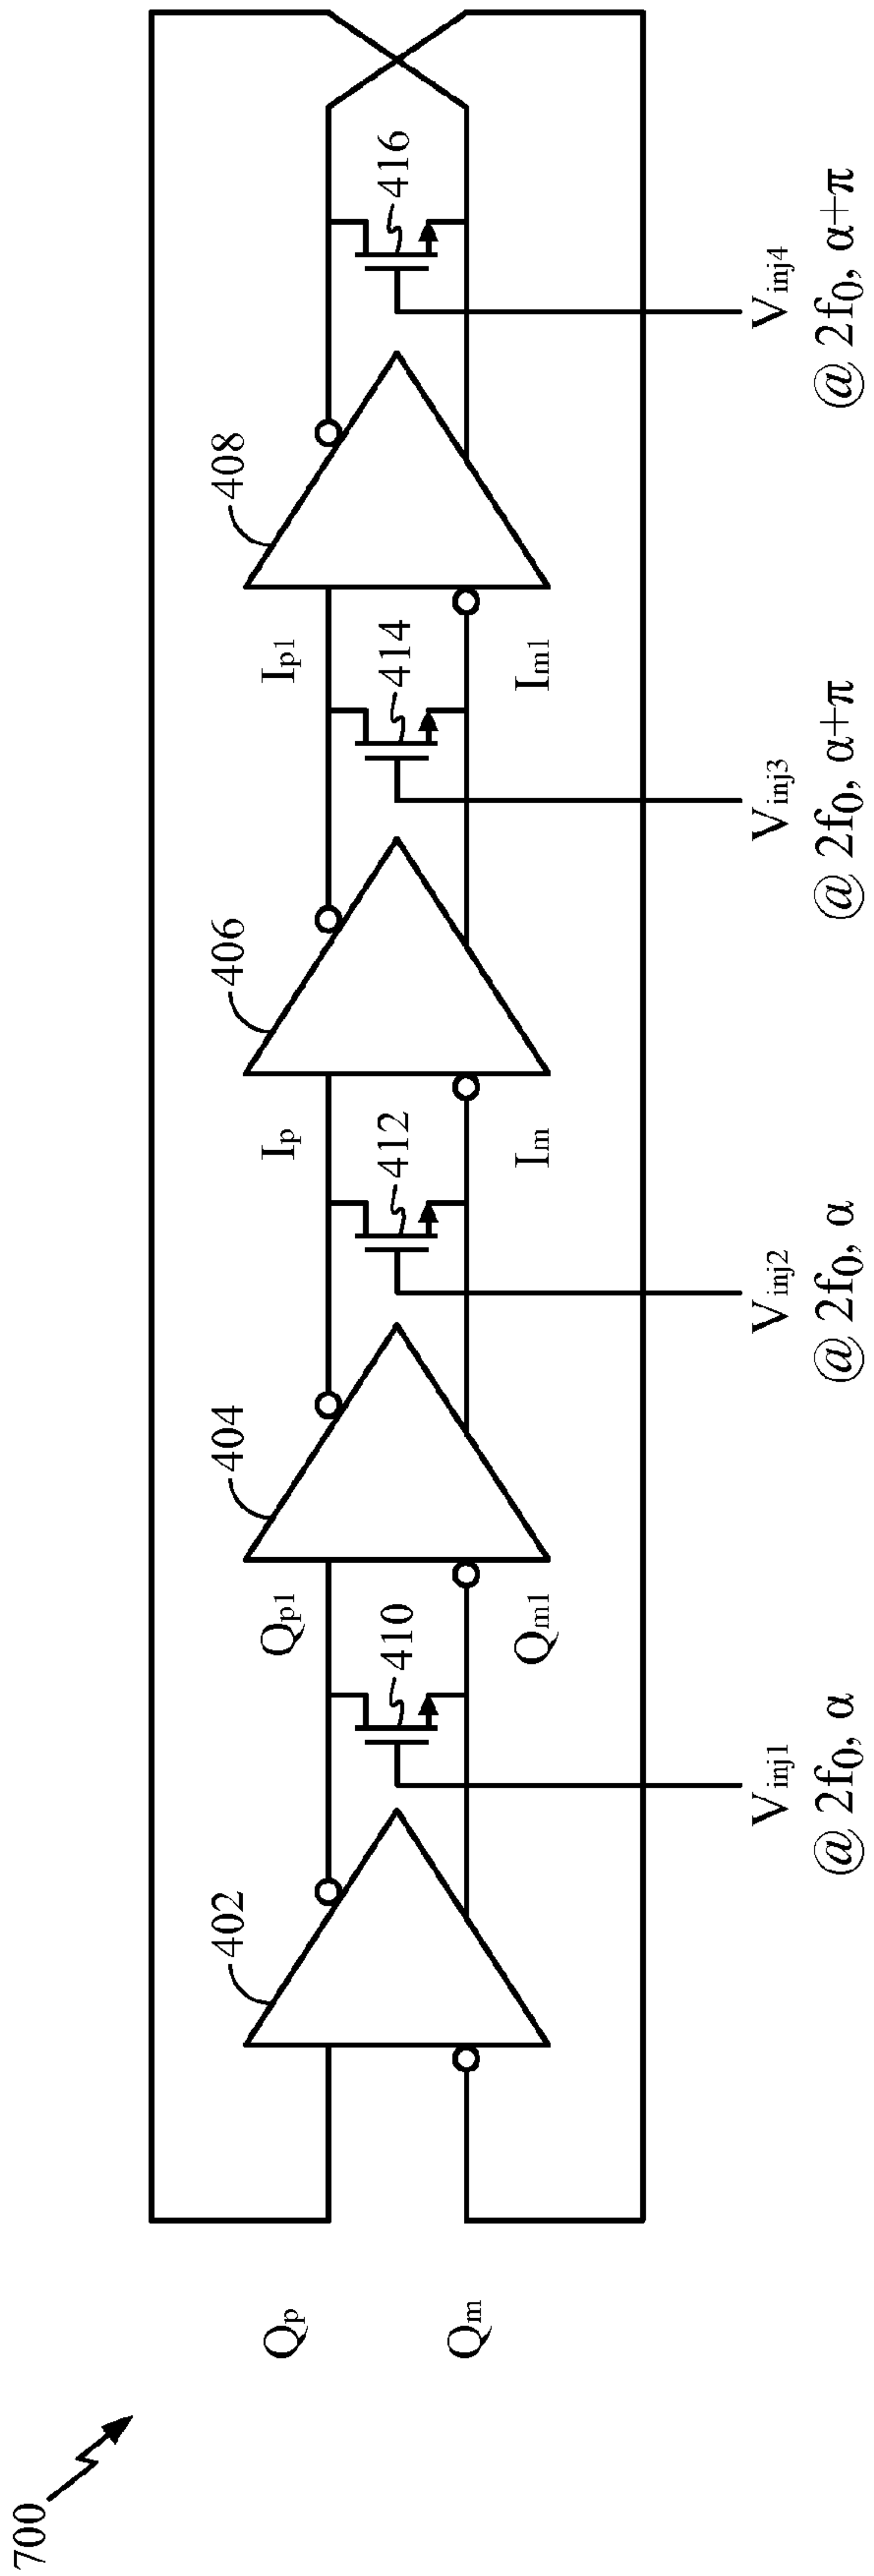 700
402
404
406
408
410
412
414
416
Qp
Qm
Qp1
Qm1
Ip
Im
Ip1
Im1
Vinj1
@ 2f0, α
Vinj2
@ 2f0, α
Vinj3
@ 2f0, α+π
Vinj4
@ 2f0, α+π